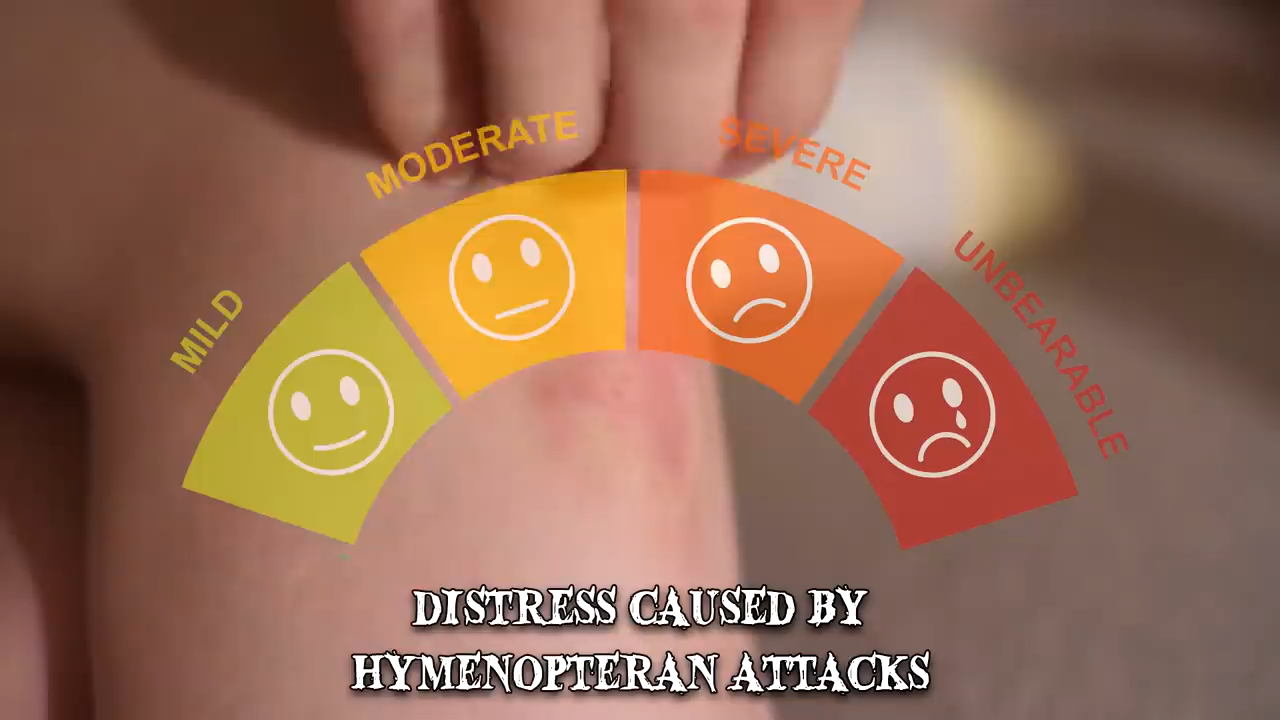 MILD
MODERATE
SEVERE
UNBEARABLE
DISTRESS CAUSED BY
HYMENOPTERAN ATTACKS